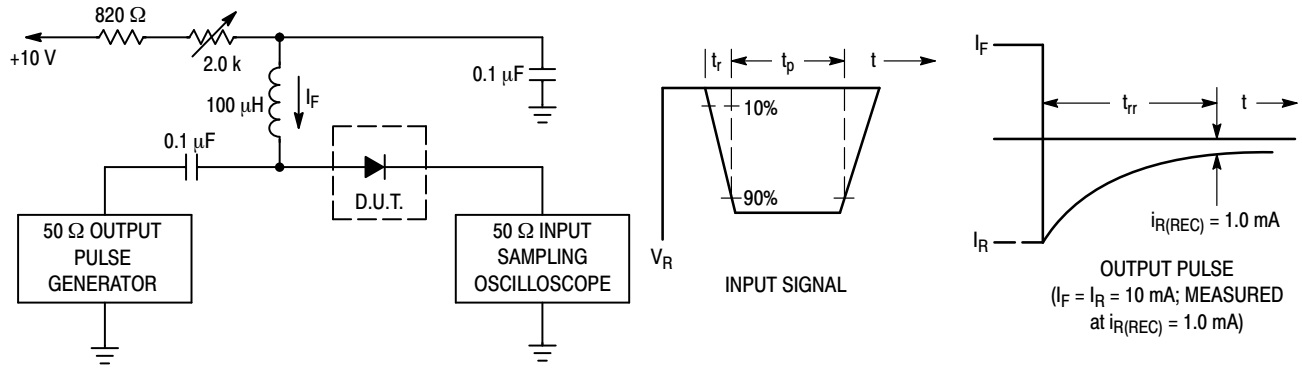 820 Ω
+10 V
2.0 k
100 μH
I_F
0.1 μF
0.1 μF
D.U.T.
50 Ω OUTPUT
PULSE
GENERATOR
50 Ω INPUT
SAMPLING
OSCILLOSCOPE
t_r
t_p
t
10%
90%
V_R
INPUT SIGNAL
I_F
t_rr
t
I_R
i_R(REC) = 1.0 mA
OUTPUT PULSE
(I_F = I_R = 10 mA; MEASURED
at i_R(REC) = 1.0 mA)